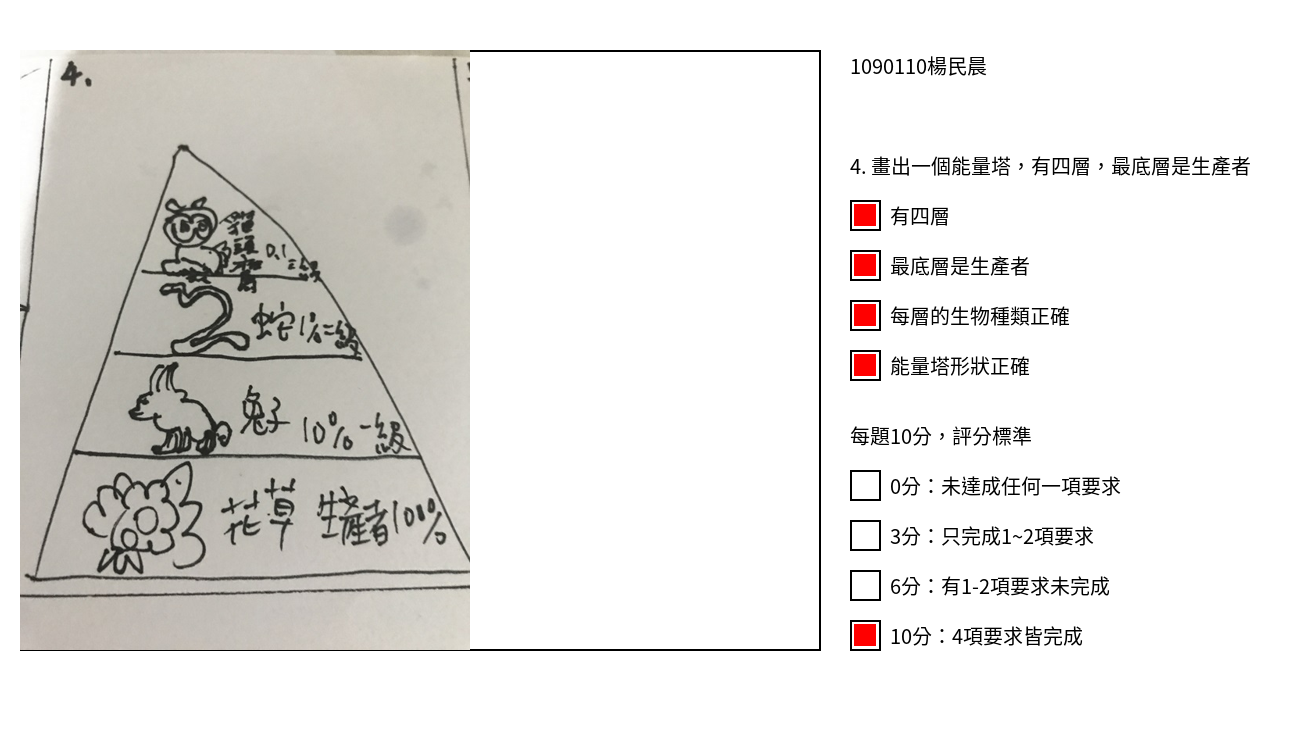 4.
貓頭鷹 0.1 三級
蛇 1% 二級
兔子 10% 一級
花草 生產者 100%
1090110楊民晨
4. 畫出一個能量塔，有四層，最底層是生產者
有四層
最底層是生產者
每層的生物種類正確
能量塔形狀正確
每題10分，評分標準
0分：未達成任何一項要求
3分：只完成1~2項要求
6分：有1-2項要求未完成
10分：4項要求皆完成